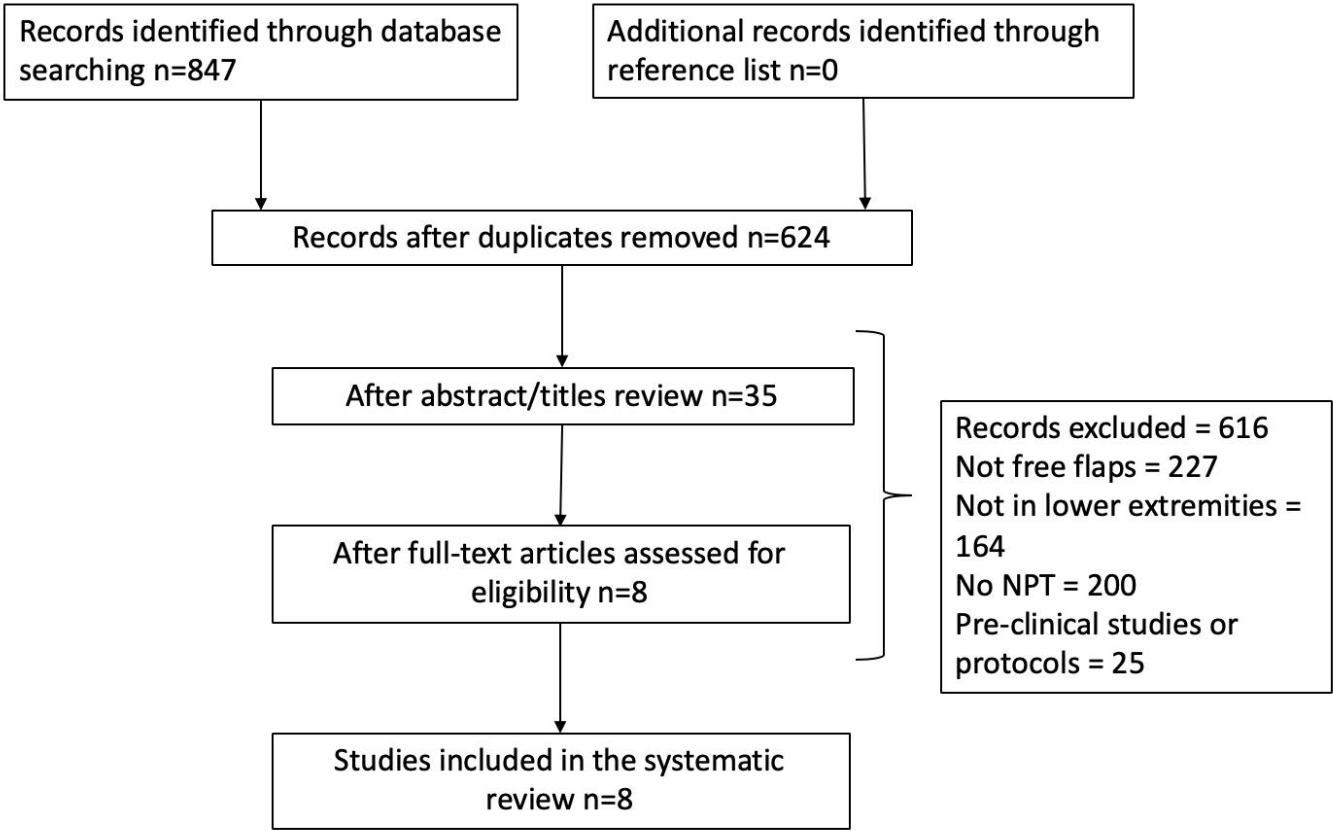 Records identified through database
searching n=847
Additional records identified through
reference list n=0
Records after duplicates removed n=624
After abstract/titles review n=35
After full-text articles assessed for
eligibility n=8
Records excluded = 616
Not free flaps = 227
Not in lower extremities =
164
No NPT = 200
Pre-clinical studies or
protocols = 25
Studies included in the systematic
review n=8